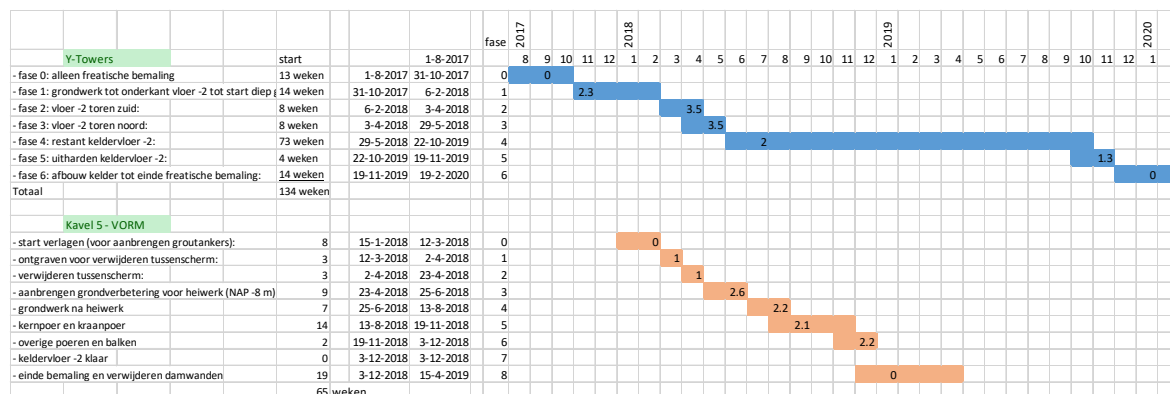 fase 2017 2018 2019 2020
Y-Towers start 1-8-2017 8 9 10 11 12 1 2 3 4 5 6 7 8 9 10 11 12 1 2 3 4 5 6 7 8 9 10 11 12 1
- fase 0: alleen freatische bemaling 13 weken 1-8-2017 31-10-2017 0 0
- fase 1: grondwerk tot onderkant vloer -2 tot start diep g 14 weken 31-10-2017 6-2-2018 1 2.3
- fase 2: vloer -2 toren zuid: 8 weken 6-2-2018 3-4-2018 2 3.5
- fase 3: vloer -2 toren noord: 8 weken 3-4-2018 29-5-2018 3 3.5
- fase 4: restant keldervloer -2: 73 weken 29-5-2018 22-10-2019 4 2
- fase 5: uitharden keldervloer -2: 4 weken 22-10-2019 19-11-2019 5 1.3
- fase 6: afbouw kelder tot einde freatische bemaling: 14 weken 19-11-2019 19-2-2020 6 0
Totaal 134 weken
Kavel 5 - VORM
- start verlagen (voor aanbrengen groutankers): 8 15-1-2018 12-3-2018 0 0
- ontgraven voor verwijderen tussenscherm: 3 12-3-2018 2-4-2018 1 1
- verwijderen tussenscherm: 3 2-4-2018 23-4-2018 2 1
- aanbrengen grondverbetering voor heiwerk (NAP -8 m) 9 23-4-2018 25-6-2018 3 2.6
- grondwerk na heiwerk 7 25-6-2018 13-8-2018 4 2.2
- kernpoer en kraanpoer 14 13-8-2018 19-11-2018 5 2.1
- overige poeren en balken 2 19-11-2018 3-12-2018 6 2.2
- keldervloer -2 klaar 0 3-12-2018 3-12-2018 7
- einde bemaling en verwijderen damwanden 19 3-12-2018 15-4-2019 8 0
65 weken